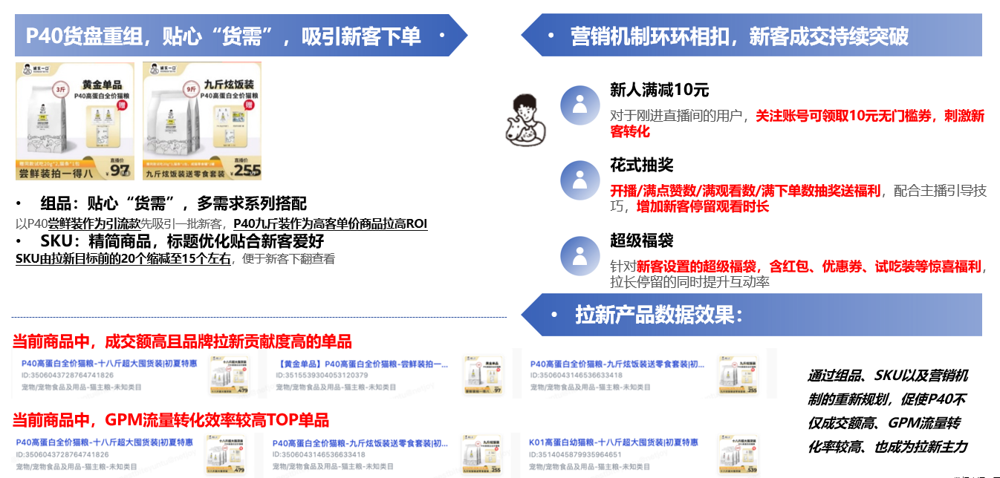 P40货盘重组，贴心“货需”，吸引新客下单 •
诚实一口
3斤
黄金单品
P40高蛋白全价猫粮
赠
直播价
尝鲜装拍一得八
¥97
诚实一口
9斤
九斤炫饭装
P40高蛋白全价猫粮
赠
直播价
九斤炫饭装送零食套装
¥255
• 组品：贴心“货需”，多需求系列搭配
以P40尝鲜装作为引流款先吸引一批新客，P40九斤装作为高客单价商品拉高ROI
• SKU：精简商品，标题优化贴合新客爱好
SKU由拉新目标前的20个缩减至15个左右，便于新客下翻查看
• 营销机制环环相扣，新客成交持续突破
新人满减10元
对于刚进直播间的用户，关注账号可领取10元无门槛券，刺激新
客转化
花式抽奖
开播/满点赞数/满观看数/满下单数抽奖送福利，配合主播引导技
巧，增加新客停留观看时长
超级福袋
针对新客设置的超级福袋，含红包、优惠券、试吃装等惊喜福利，
拉长停留的同时提升互动率
• 拉新产品数据效果：
当前商品中，成交额高且品牌拉新贡献度高的单品
P40高蛋白全价猫粮-十八斤超大囤货装|初夏特惠
ID:3506043728764741826
宠物/宠物食品及用品-猫主粮-未知类目
479
【黄金单品】P40高蛋白全价猫粮-尝鲜装拍一...
ID:3515539304053120379
宠物/宠物食品及用品-猫主粮-未知类目
97
P40高蛋白全价猫粮-九斤炫饭装送零食套装|初...
ID:3506043146536633418
宠物/宠物食品及用品-猫主粮-未知类目
255
当前商品中，GPM流量转化效率较高TOP单品
P40高蛋白全价猫粮-十八斤超大囤货装|初夏特惠
ID:3506043728764741826
宠物/宠物食品及用品-猫主粮-未知类目
479
P40高蛋白全价猫粮-九斤炫饭装送零食套装|初...
ID:3506043146536633418
宠物/宠物食品及用品-猫主粮-未知类目
255
K01高蛋白幼猫粮-十八斤超大囤货装|初夏特惠
ID:3514045879935964651
宠物/宠物食品及用品-猫主粮-未知类目
539
通过组品、SKU以及营销机
制的重新规划，促使P40不
仅成交额高、GPM流量转
化率较高、也成为拉新主力